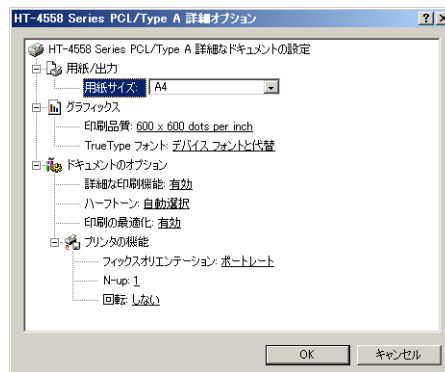 HT-4558 Series PCL/Type A 詳細オプション
HT-4558 Series PCL/Type A 詳細なドキュメントの設定
用紙/出力
用紙サイズ: A4
グラフィックス
印刷品質: 600 x 600 dots per inch
TrueType フォント: デバイス フォントと代替
ドキュメントのオプション
詳細な印刷機能: 有効
ハーフトーン: 自動選択
印刷の最適化: 有効
プリンタの機能
フィックスオリエンテーション: ポートレート
N-up: 1
回転: しない
OK キャンセル